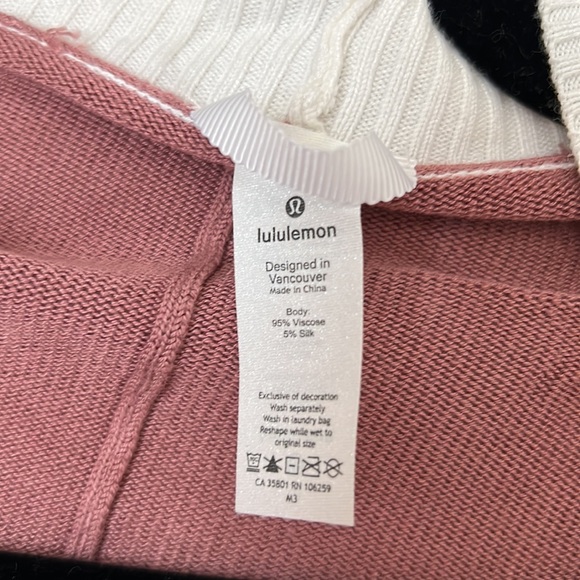 lululemon
Designed in
Vancouver
Made in China
Body:
95% Viscose
5% Silk
Exclusive of decoration
Wash separately
Wash in laundry bag
Reshape while wet to
original size
CA 35801 RN 106259
M3